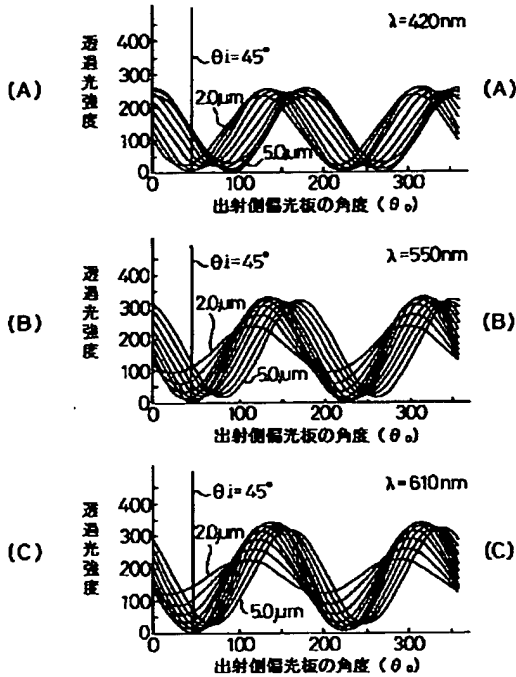 (A)
透過光強度
400
300
200
100
0
λ=420nm
θi=45°
2.0μm
5.0μm
0 100 200 300
出射側偏光板の角度(θo)
(A)
(B)
透過光強度
400
300
200
100
0
λ=550nm
θi=45°
2.0μm
5.0μm
0 100 200 300
出射側偏光板の角度(θo)
(B)
(C)
透過光強度
400
300
200
100
0
λ=610nm
θi=45°
2.0μm
5.0μm
0 100 200 300
出射側偏光板の角度(θo)
(C)